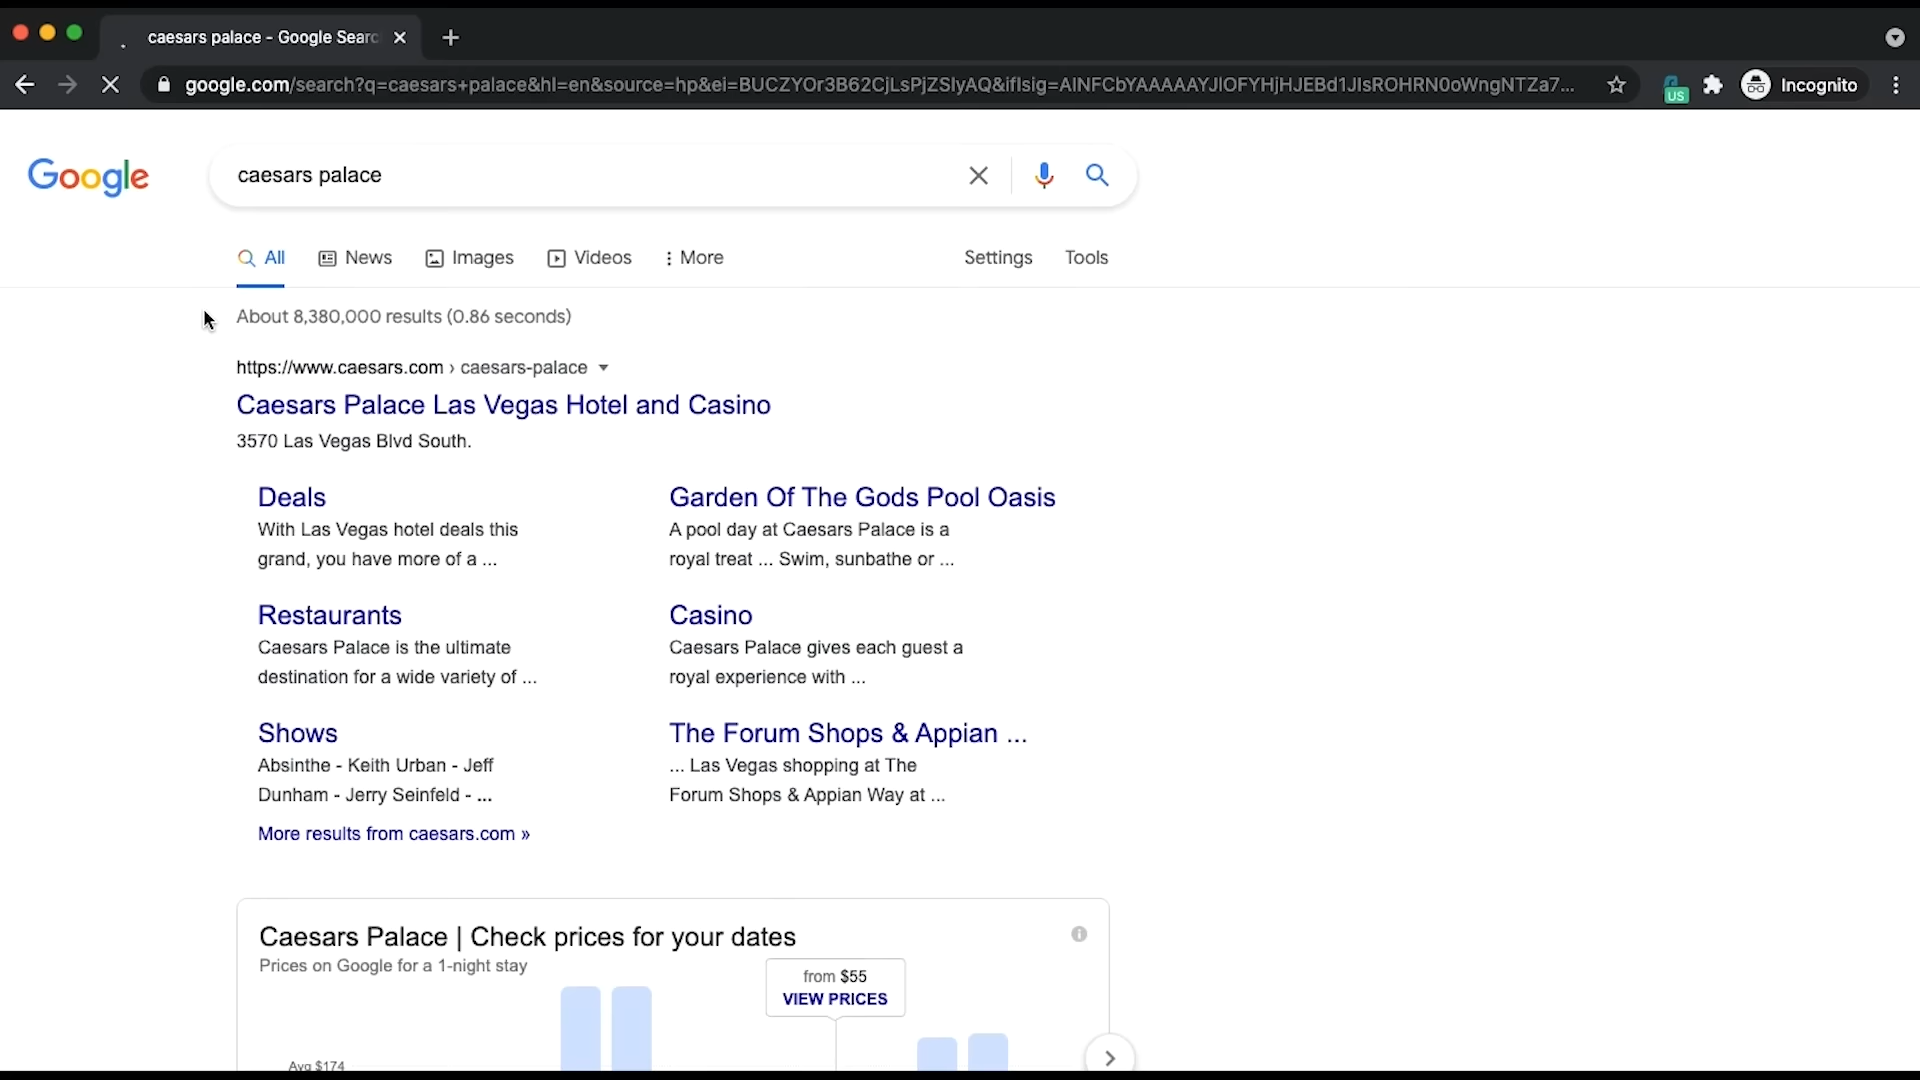 caesars palace - Google Searc
google.com/search?q=caesars+palace&hl=en&source=hp&ei=BUCZYOr3B62CjLsPjZSIyAQ&iflsig=AINFCbYAAAAAYJlOFYHjHJEBd1JIsROHRN0oWngNTZa7...
US
Incognito
Google
caesars palace
All News Images Videos More Settings Tools
About 8,380,000 results (0.86 seconds)
https://www.caesars.com › caesars-palace
Caesars Palace Las Vegas Hotel and Casino
3570 Las Vegas Blvd South.
Deals
With Las Vegas hotel deals this
grand, you have more of a ...
Garden Of The Gods Pool Oasis
A pool day at Caesars Palace is a
royal treat ... Swim, sunbathe or ...
Restaurants
Caesars Palace is the ultimate
destination for a wide variety of ...
Casino
Caesars Palace gives each guest a
royal experience with ...
Shows
Absinthe - Keith Urban - Jeff
Dunham - Jerry Seinfeld - ...
The Forum Shops & Appian ...
... Las Vegas shopping at The
Forum Shops & Appian Way at ...
More results from caesars.com »
Caesars Palace | Check prices for your dates
Prices on Google for a 1-night stay
from $55
VIEW PRICES
Avg $174